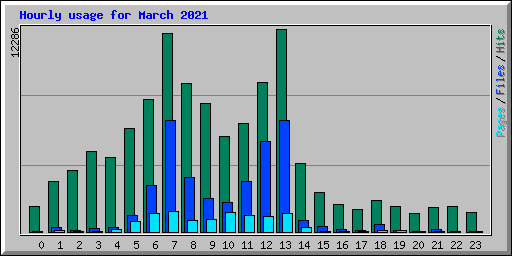 Hourly usage for March 2021
12286
Pages / Files / Hits
0 1 2 3 4 5 6 7 8 9 10 11 12 13 14 15 16 17 18 19 20 21 22 23